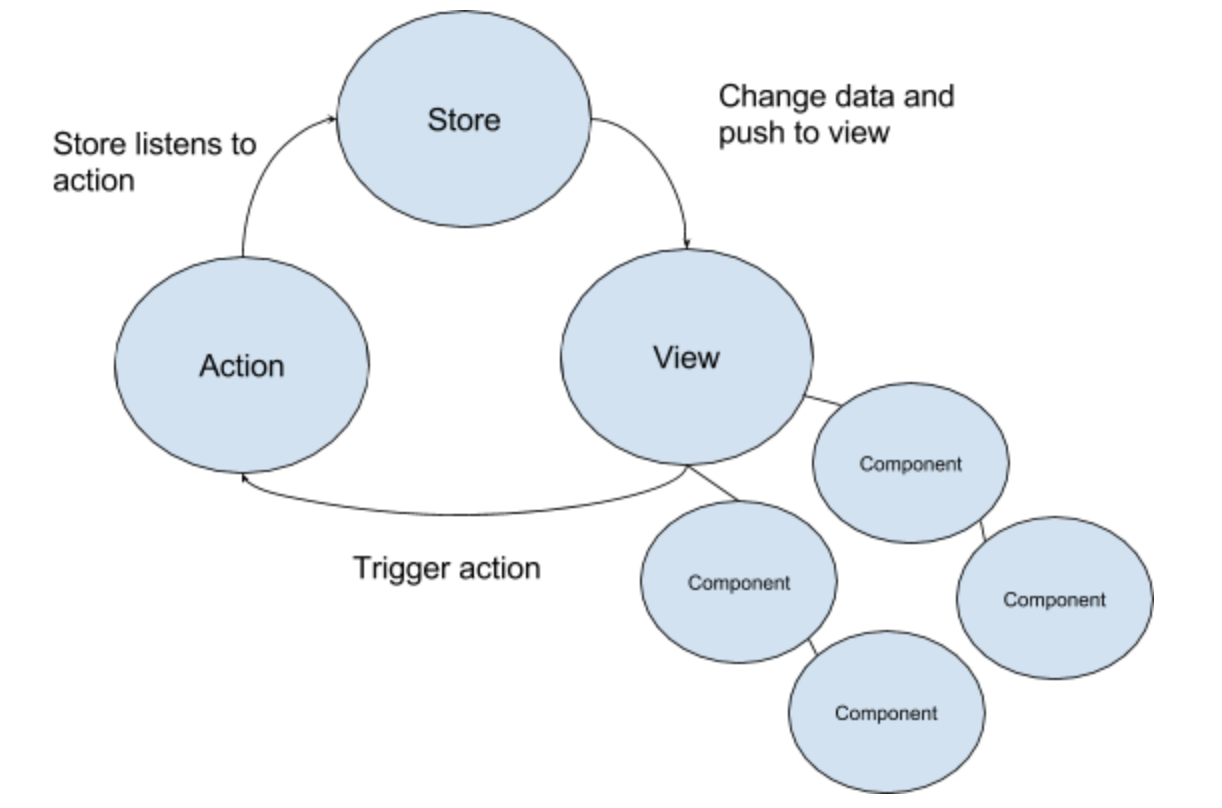 Store
Change data and
push to view
Store listens to
action
Action
View
Component
Trigger action
Component
Component
Component